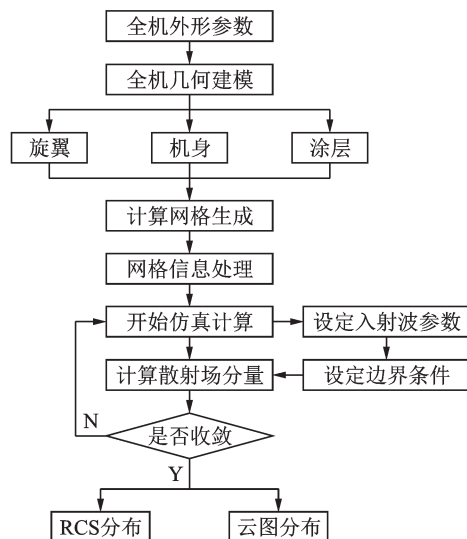 全机外形参数
全机几何建模
旋翼
机身
涂层
计算网格生成
网格信息处理
开始仿真计算
设定入射波参数
计算散射场分量
设定边界条件
是否收敛
N
Y
RCS分布
云图分布